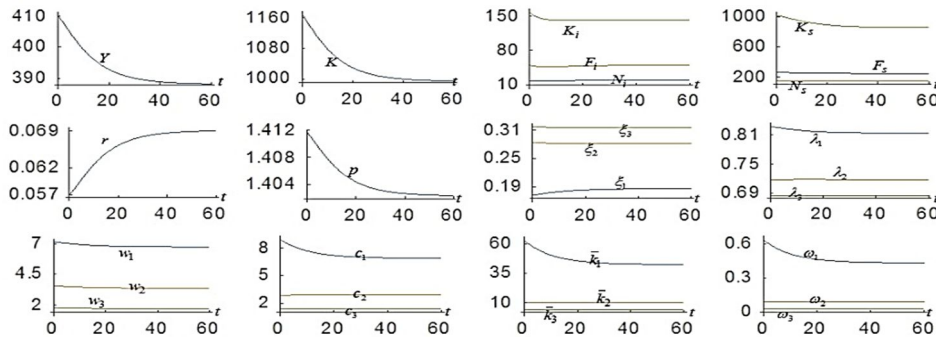 410
400
390
Y
0 20 40 60 t
1160
1080
1000
K
0 20 40 60 t
150
80
10
K_i
F_i
N_i
0 20 40 60 t
1000
600
200
K_s
F_s
N_s
0 20 40 60 t
0.069
0.062
0.057
r
0 20 40 60 t
1.412
1.404
p
0 20 40 60 t
0.31
0.25
0.19
ξ_3
ξ_2
ξ_1
0 20 40 60 t
0.81
0.75
0.69
λ_1
λ_2
λ_3
0 20 40 60 t
7
4.5
2
w_1
w_2
w_3
0 20 40 60 t
8
5
2
c_1
c_2
c_3
0 20 40 60 t
60
35
10
k̄_1
k̄_2
k̄_3
0 20 40 60 t
0.6
0.3
0
ω_1
ω_2
ω_3
0 20 40 60 t